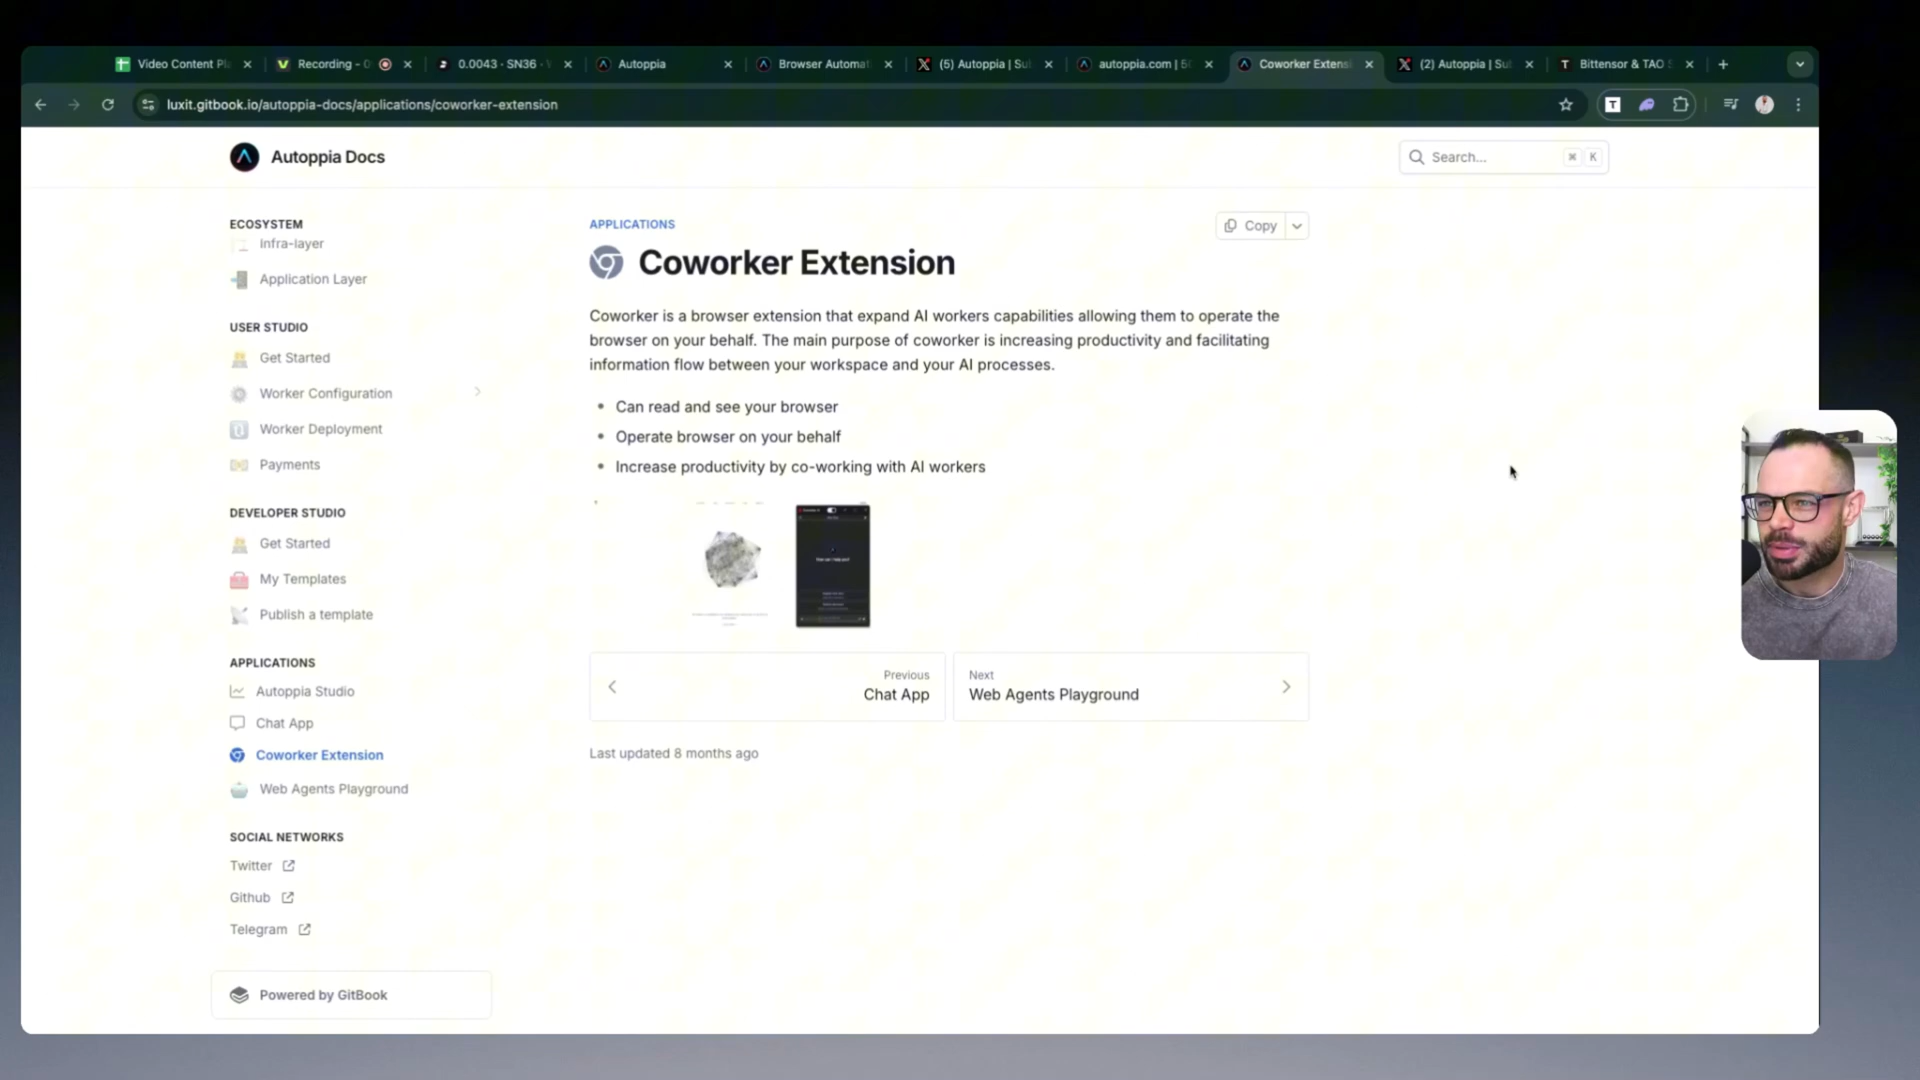 Video Content Pl
Recording - 0
0.0043 · SN36 ·
Autoppia
Browser Automat
(5) Autoppia | Su
autoppia.com | 5
Coworker Extens
(2) Autoppia | Su
Bittensor & TAO
luxit.gitbook.io/autoppia-docs/applications/coworker-extension
Autoppia Docs
Search...
⌘ K
ECOSYSTEM
Infra-layer
Application Layer
USER STUDIO
Get Started
Worker Configuration
Worker Deployment
Payments
DEVELOPER STUDIO
Get Started
My Templates
Publish a template
APPLICATIONS
Autoppia Studio
Chat App
Coworker Extension
Web Agents Playground
SOCIAL NETWORKS
Twitter
Github
Telegram
Powered by GitBook
APPLICATIONS
Copy
Coworker Extension
Coworker is a browser extension that expand AI workers capabilities allowing them to operate the
browser on your behalf. The main purpose of coworker is increasing productivity and facilitating
information flow between your workspace and your AI processes.
• Can read and see your browser
• Operate browser on your behalf
• Increase productivity by co-working with AI workers
Previous
Chat App
Next
Web Agents Playground
Last updated 8 months ago